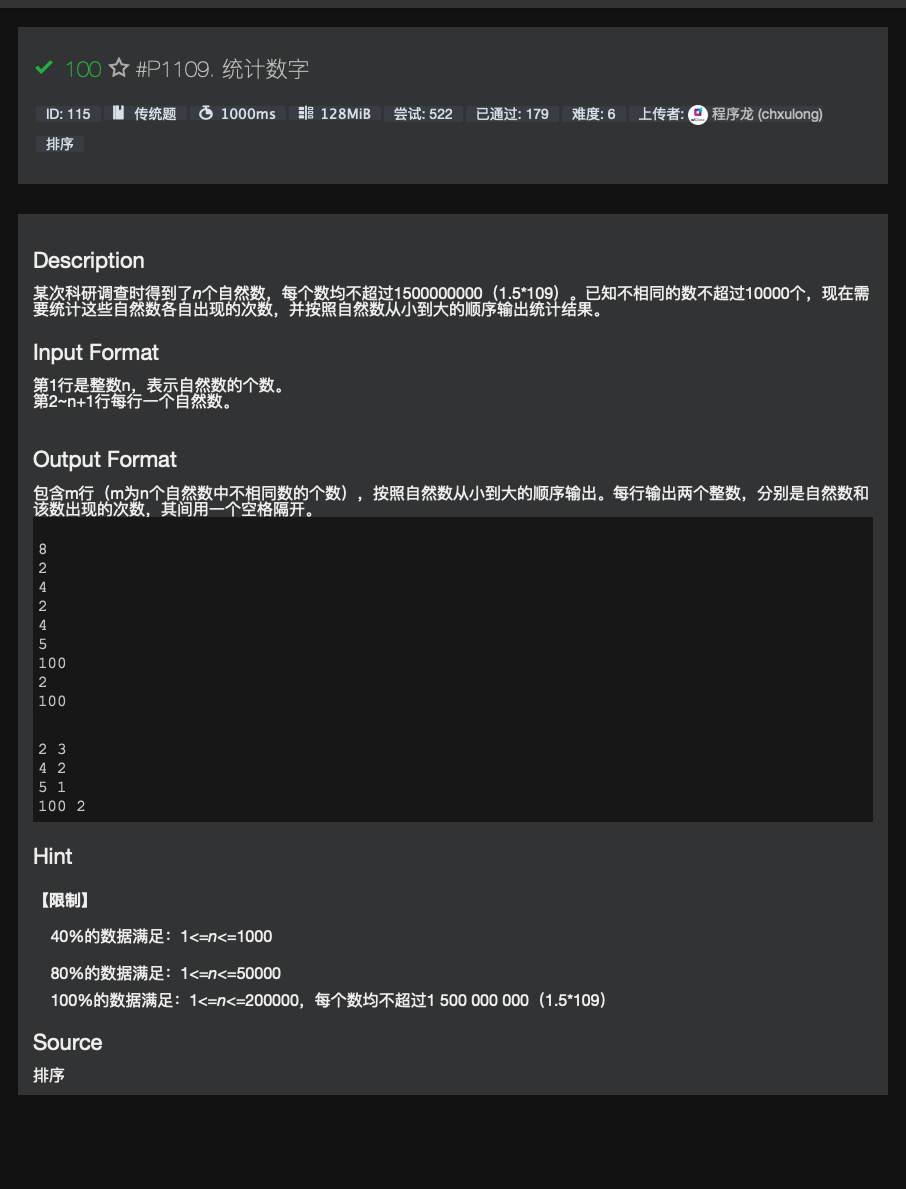 100 #P1109. 统计数字
ID: 115 传统题 1000ms 128MiB 尝试: 522 已通过: 179 难度: 6 上传者: 程序龙 (chxulong)
排序
Description
某次科研调查时得到了n个自然数，每个数均不超过1500000000（1.5*109）。已知不相同的数不超过10000个，现在需
要统计这些自然数各自出现的次数，并按照自然数从小到大的顺序输出统计结果。
Input Format
第1行是整数n，表示自然数的个数。
第2~n+1行每行一个自然数。
Output Format
包含m行（m为n个自然数中不相同数的个数），按照自然数从小到大的顺序输出。每行输出两个整数，分别是自然数和
该数出现的次数，其间用一个空格隔开。
8
2
4
2
4
5
100
2
100
2 3
4 2
5 1
100 2
Hint
【限制】
40%的数据满足：1<=n<=1000
80%的数据满足：1<=n<=50000
100%的数据满足：1<=n<=200000，每个数均不超过1 500 000 000（1.5*109）
Source
排序